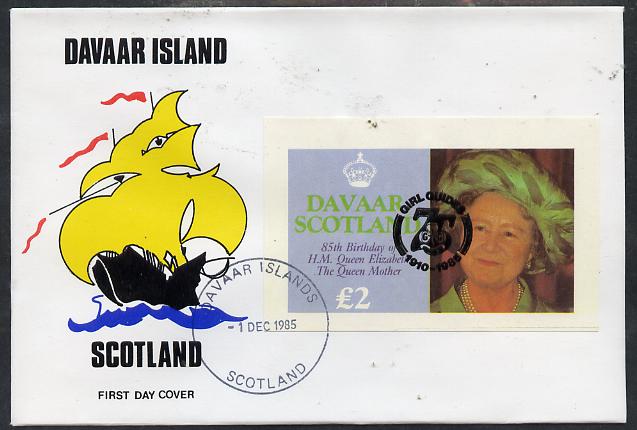 DAVAAR ISLAND
SCOTLAND
FIRST DAY COVER
DAVAAR
SCOTLAND
85th Birthday of
H.M. Queen Elizabeth
The Queen Mother
£2
GIRL GUIDES
75
1910-1985
DAVAAR ISLANDS
-1 DEC 1985
SCOTLAND